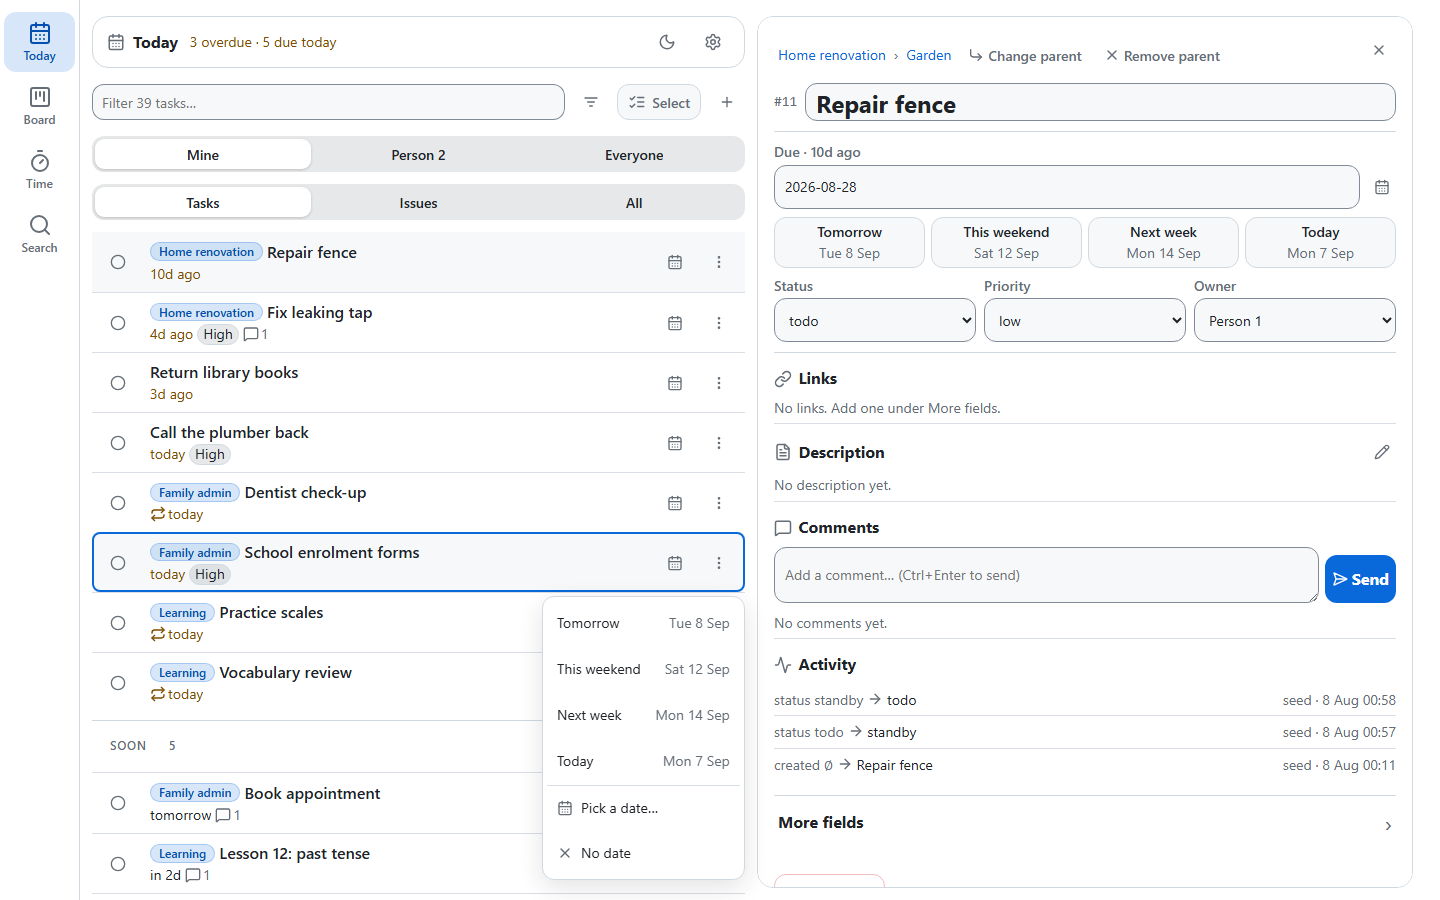 Today
Board
Time
Search
Today 3 overdue · 5 due today
Filter 39 tasks...
Select
Mine Person 2 Everyone
Tasks Issues All
Home renovation Repair fence
10d ago
Home renovation Fix leaking tap
4d ago High 1
Return library books
3d ago
Call the plumber back
today High
Family admin Dentist check-up
today
Family admin School enrolment forms
today High
Learning Practice scales
today
Learning Vocabulary review
today
SOON 5
Family admin Book appointment
tomorrow 1
Learning Lesson 12: past tense
in 2d 1
Tomorrow Tue 8 Sep
This weekend Sat 12 Sep
Next week Mon 14 Sep
Today Mon 7 Sep
Pick a date...
No date
Home renovation › Garden Change parent Remove parent
#11 Repair fence
Due · 10d ago
2026-08-28
Tomorrow This weekend Next week Today
Tue 8 Sep Sat 12 Sep Mon 14 Sep Mon 7 Sep
Status Priority Owner
todo low Person 1
Links
No links. Add one under More fields.
Description
No description yet.
Comments
Add a comment... (Ctrl+Enter to send)
Send
No comments yet.
Activity
status standby → todo seed · 8 Aug 00:58
status todo → standby seed · 8 Aug 00:57
created ∅ → Repair fence seed · 8 Aug 00:11
More fields